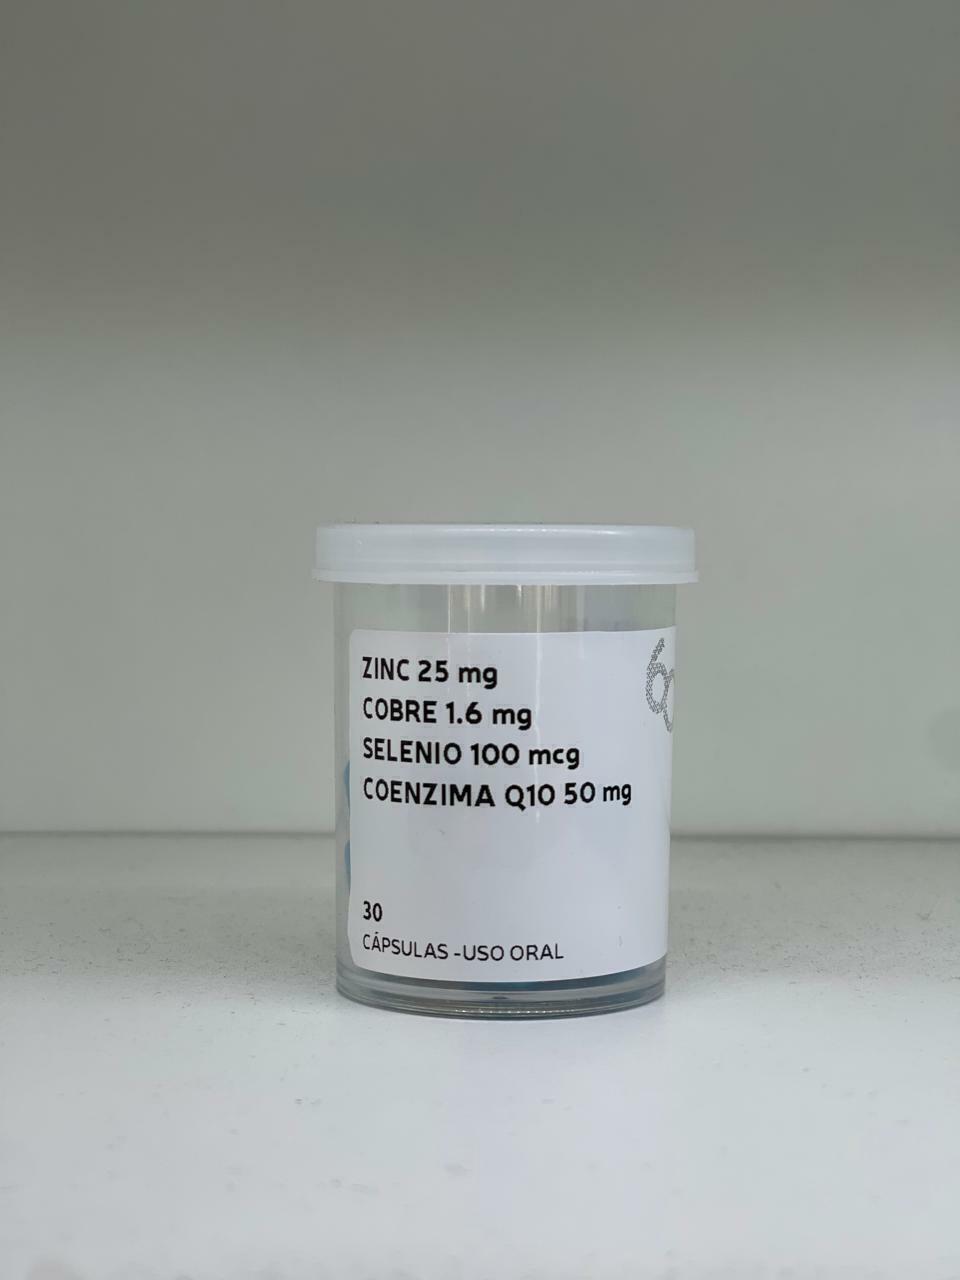 ZINC 25 mg
COBRE 1.6 mg
SELENIO 100 mcg
COENZIMA Q10 50 mg
30
CÁPSULAS -USO ORAL